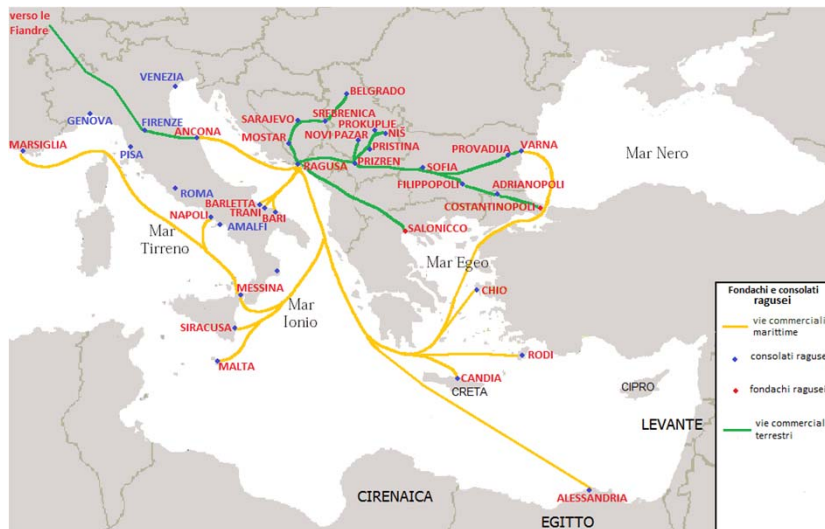 verso le
Fiandre
VENEZIA
BELGRADO
GENOVA
FIRENZE
ANCONA
SARAJEVO
SREBRENICA
PROKUPLJE
NOVI PAZAR
NIŠ
MOSTAR
PRISTINA
MARSIGLIA
PISA
RAGUSA
PRIZREN
SOFIA
PROVADIJA
VARNA
Mar Nero
ROMA
FILIPPOPOLI
ADRIANOPOLI
BARLETTA
TRANI
BARI
COSTANTINOPOLI
NAPOLI
AMALFI
SALONICCO
Mar
Tirreno
Mar Egeo
MESSINA
Mar
Ionio
CHIO
SIRACUSA
MALTA
RODI
CANDIA
CRETA
CIPRO
LEVANTE
CIRENAICA
ALESSANDRIA
EGITTO
Fondachi e consolati
ragusei
vie commerciali
marittime
consolati ragusei
fondachi ragusei
vie commerciali
terrestri